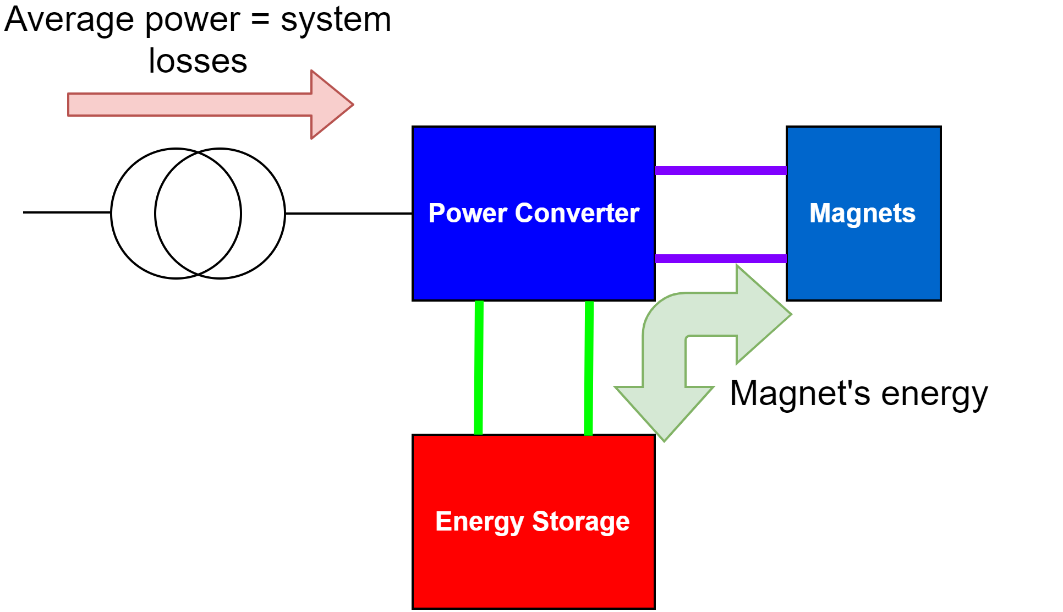 Average power = system
losses
Power Converter
Magnets
Magnet's energy
Energy Storage